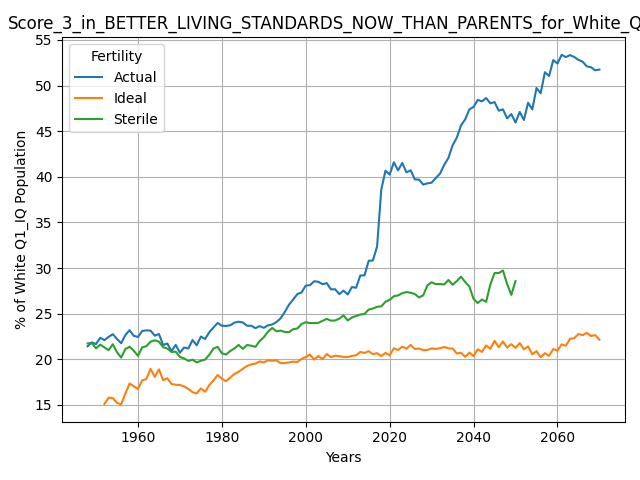 Score_3_in_BETTER_LIVING_STANDARDS_NOW_THAN_PARENTS_for_White_Q
Fertility
Actual
Ideal
Sterile
% of White Q1_IQ Population
55
50
45
40
35
30
25
20
15
1960 1980 2000 2020 2040 2060
Years